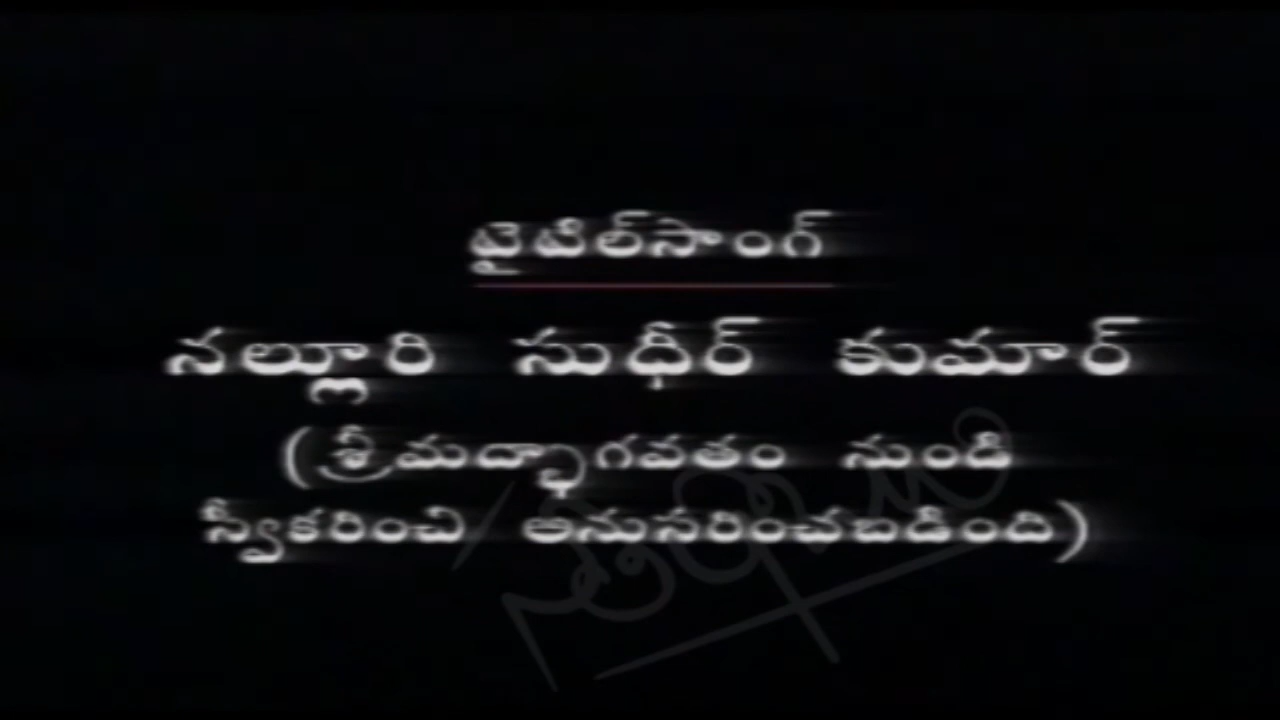 టైటిల్‌సాంగ్
నల్లూరి సుధీర్ కుమార్
(శ్రీమద్భాగవతం నుండి
స్వీకరించి అనుసరించబడింది)